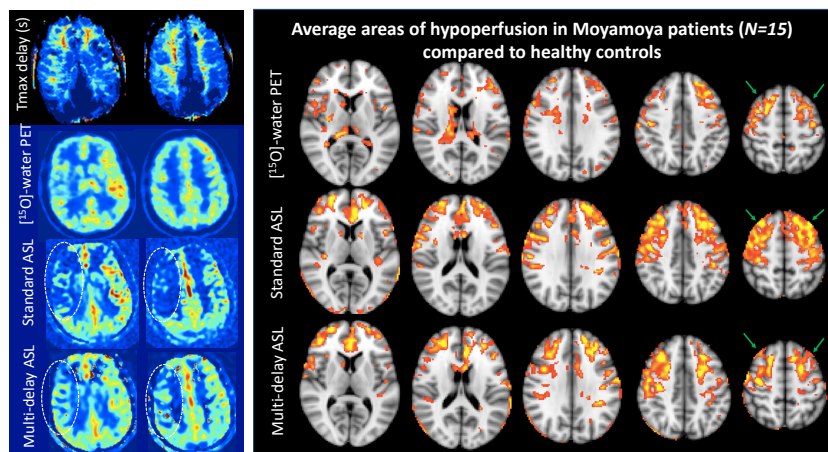 Tmax delay (s)
[¹⁵O]-water PET
Standard ASL
Multi-delay ASL
Average areas of hypoperfusion in Moyamoya patients (N=15)
compared to healthy controls
[¹⁵O]-water PET
Standard ASL
Multi-delay ASL